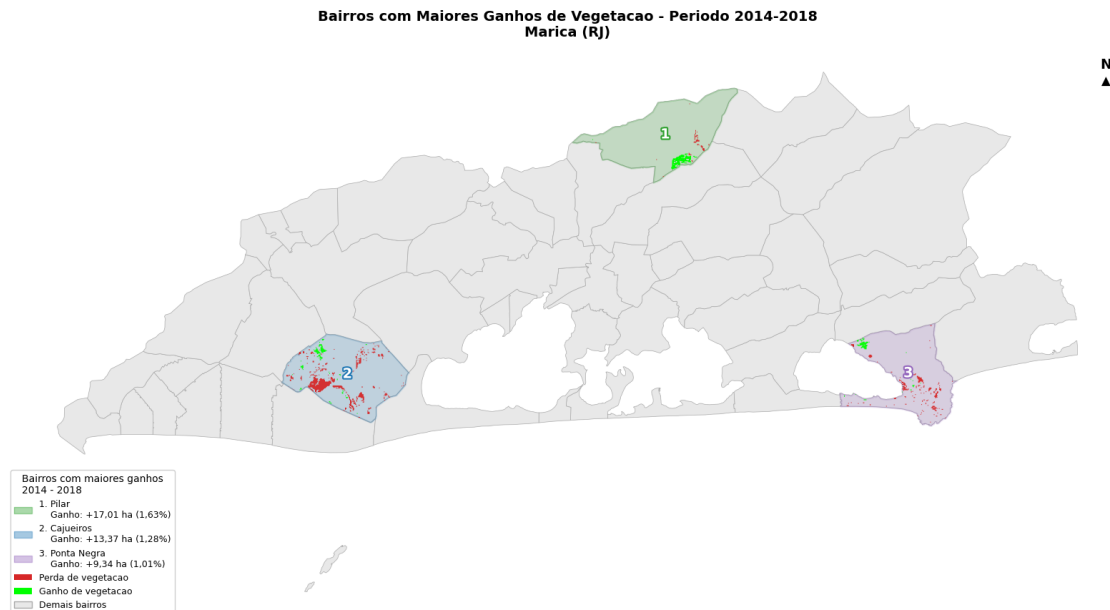 Bairros com Maiores Ganhos de Vegetacao - Periodo 2014-2018
Marica (RJ)
N
▲
1
2
3
Bairros com maiores ganhos
2014 - 2018
1. Pilar
Ganho: +17,01 ha (1,63%)
2. Cajueiros
Ganho: +13,37 ha (1,28%)
3. Ponta Negra
Ganho: +9,34 ha (1,01%)
Perda de vegetacao
Ganho de vegetacao
Demais bairros